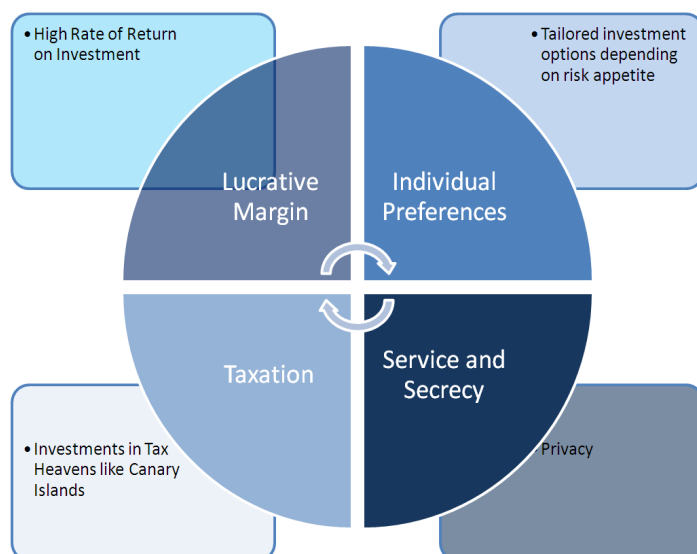 • High Rate of Return
on Investment
• Tailored investment
options depending
on risk appetite
Lucrative
Margin
Individual
Preferences
Taxation
Service and
Secrecy
• Investments in Tax
Heavens like Canary
Islands
• Privacy